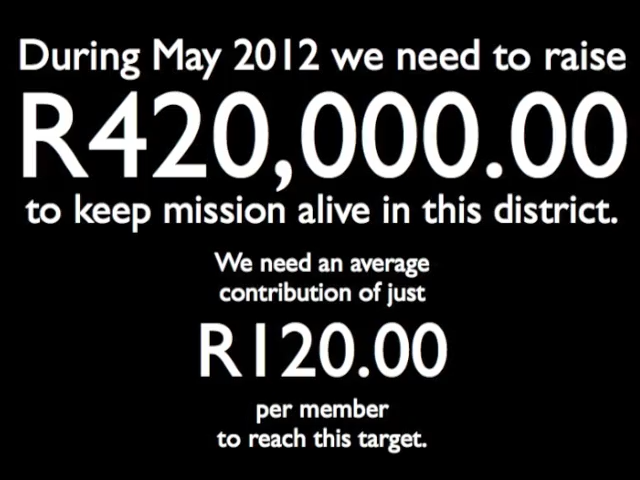 During May 2012 we need to raise
R420,000.00
to keep mission alive in this district.
We need an average
contribution of just
R120.00
per member
to reach this target.